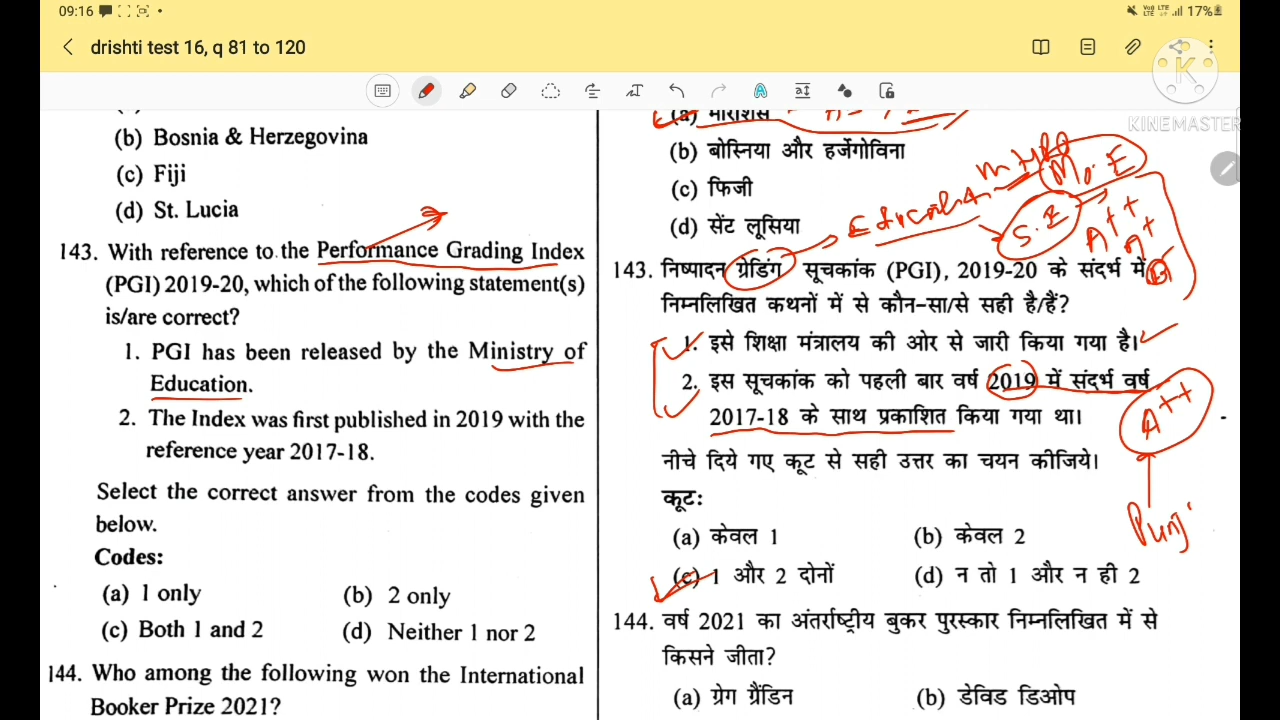 09:16
17%
drishti test 16, q 81 to 120
KINEMASTER
(b) Bosnia & Herzegovina
(c) Fiji
(d) St. Lucia
143. With reference to the Performance Grading Index
(PGI) 2019-20, which of the following statement(s)
is/are correct?
1. PGI has been released by the Ministry of
Education.
2. The Index was first published in 2019 with the
reference year 2017-18.
Select the correct answer from the codes given
below.
Codes:
(a) 1 only (b) 2 only
(c) Both 1 and 2 (d) Neither 1 nor 2
144. Who among the following won the International
Booker Prize 2021?
(b) बोस्निया और हर्जेगोविना
(c) फिजी
(d) सेंट लूसिया
M. E
Education
S. E
A++
A+
143. निष्पादन ग्रेडिंग सूचकांक (PGI), 2019-20 के संदर्भ में
निम्नलिखित कथनों में से कौन-सा/से सही है/हैं?
1. इसे शिक्षा मंत्रालय की ओर से जारी किया गया है।
2. इस सूचकांक को पहली बार वर्ष 2019 में संदर्भ वर्ष
2017-18 के साथ प्रकाशित किया गया था।
A++
नीचे दिये गए कूट से सही उत्तर का चयन कीजिये।
कूटः
Punj
(a) केवल 1 (b) केवल 2
(c) 1 और 2 दोनों (d) न तो 1 और न ही 2
144. वर्ष 2021 का अंतर्राष्ट्रीय बुकर पुरस्कार निम्नलिखित में से
किसने जीता?
(a) ग्रेग ग्रैंडिन (b) डेविड डिओप